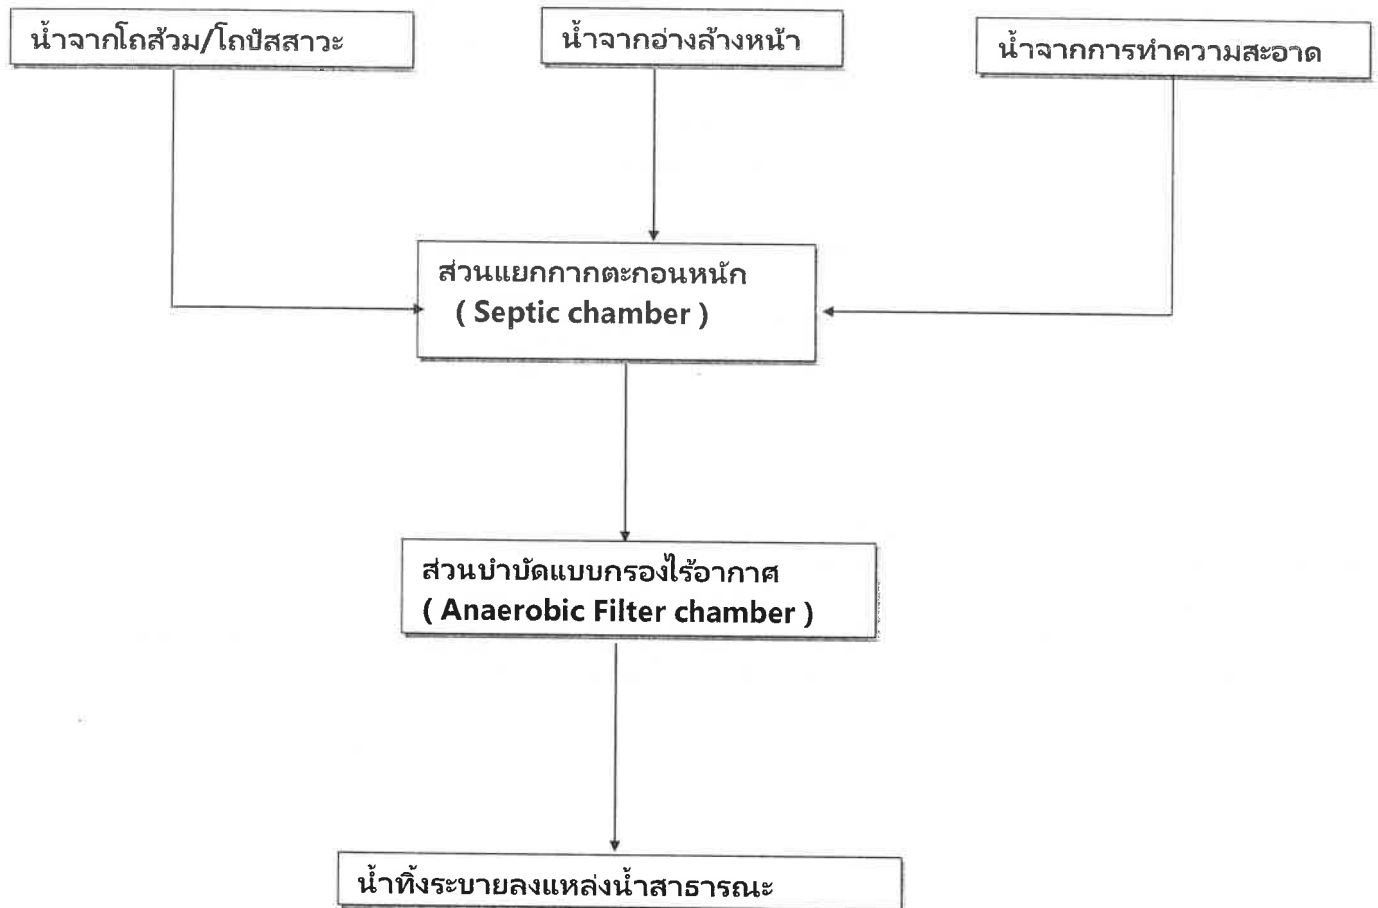 น้ำจากโถส้วม/โถปัสสาวะ
น้ำจากอ่างล้างหน้า
น้ำจากการทำความสะอาด
ส่วนแยกกากตะกอนหนัก
( Septic chamber )
ส่วนบำบัดแบบกรองไร้อากาศ
( Anaerobic Filter chamber )
น้ำทิ้งระบายลงแหล่งน้ำสาธารณะ